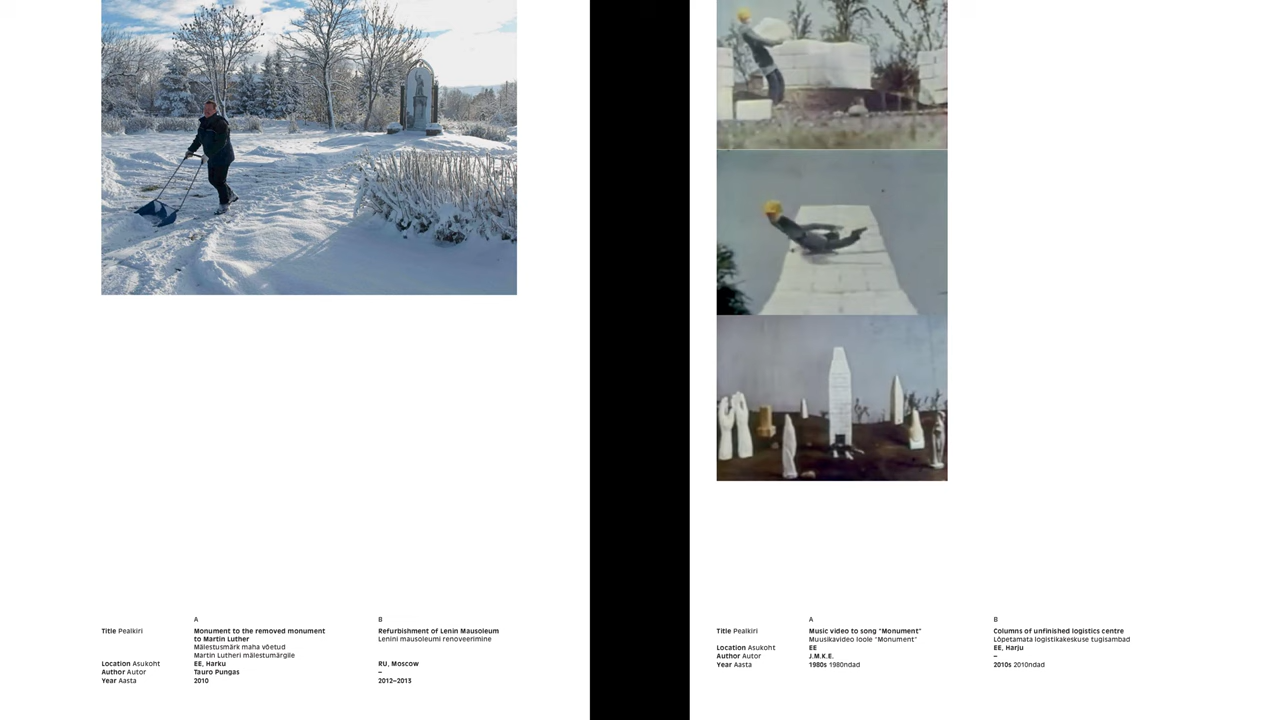 A
B
Title Pealkiri
Monument to the removed monument
to Martin Luther
Mälestusmärk maha võetud
Martin Lutheri mälestumärgile
Refurbishment of Lenin Mausoleum
Lenini mausoleumi renoveerimine
Location Asukoht
EE, Harku
RU, Moscow
Author Autor
Tauro Pungas
–
Year Aasta
2010
2012–2013
A
B
Title Pealkiri
Music video to song "Monument"
Muusikavideo loole "Monument"
Columns of unfinished logistics centre
Lõpetamata logistikakeskuse tugisambad
Location Asukoht
EE
EE, Harju
Author Autor
J.M.K.E.
–
Year Aasta
1980s 1980ndad
2010s 2010ndad